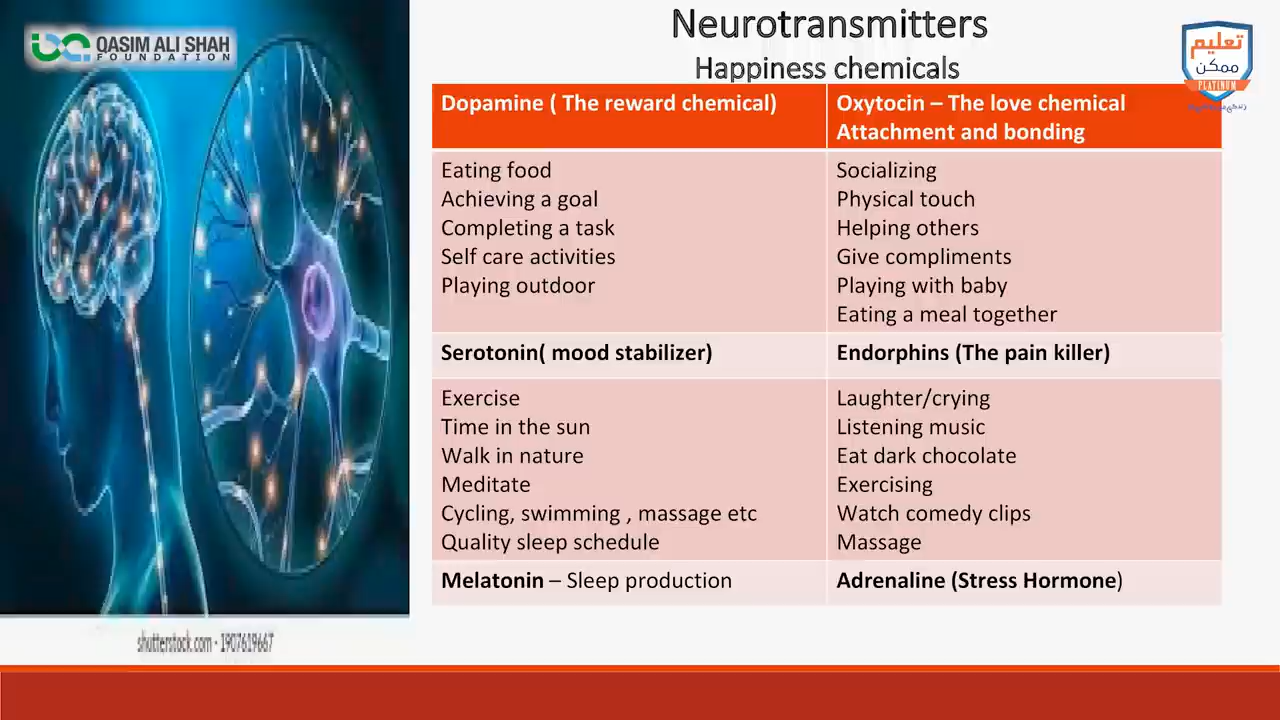 QASIM ALI SHAH
FOUNDATION
Neurotransmitters
Happiness chemicals
تعلیم
ممکن
PLATINUM
Dopamine ( The reward chemical)
Oxytocin – The love chemical
Attachment and bonding
Eating food
Achieving a goal
Completing a task
Self care activities
Playing outdoor
Socializing
Physical touch
Helping others
Give compliments
Playing with baby
Eating a meal together
Serotonin( mood stabilizer)
Endorphins (The pain killer)
Exercise
Time in the sun
Walk in nature
Meditate
Cycling, swimming , massage etc
Quality sleep schedule
Laughter/crying
Listening music
Eat dark chocolate
Exercising
Watch comedy clips
Massage
Melatonin – Sleep production
Adrenaline (Stress Hormone)
shutterstock.com · 1907619667